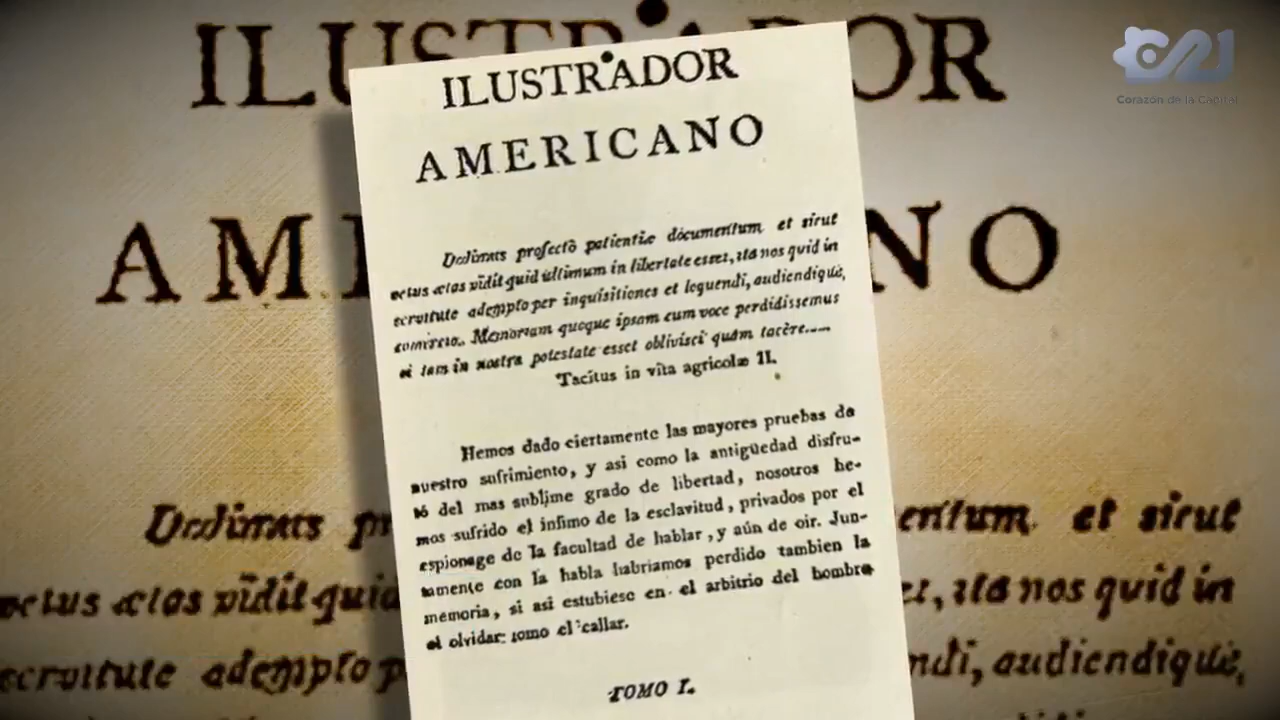 ILUSTRADOR
AMERICANO
Dedimus profectò patientiæ documentum et sicut
vetus ætas vidit quid ultimum in libertate esset, ita nos quid in
servitute adempto per inquisitiones et loquendi, audiendiquè,
comercio. Memoriam quoque ipsam cum voce perdidissemus
si tam in nostra potestate esset oblivisci quám tacère.....
Tacitus in vita agricolæ II.
Hemos dado ciertamente las mayores pruebas de
nuestro sufrimiento, y asi como la antigüedad disfru-
tó del mas sublime grado de libertad, nosotros he-
mos sufrido el infimo de la esclavitud, privados por el
espionage de la facultad de hablar, y aún de oir. Jun-
tamente con la habla habriamos perdido tambien la
memoria, si asi estubiese en el arbitrio del hombre
el olvidar como el callar.
TOMO I.
C21
Corazón de la Capital